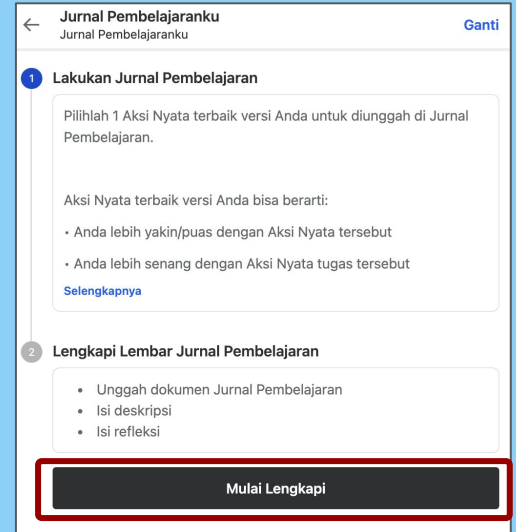 Jurnal Pembelajaranku
Jurnal Pembelajaranku
Ganti
1
Lakukan Jurnal Pembelajaran
Pilihlah 1 Aksi Nyata terbaik versi Anda untuk diunggah di Jurnal
Pembelajaran.
Aksi Nyata terbaik versi Anda bisa berarti:
• Anda lebih yakin/puas dengan Aksi Nyata tersebut
• Anda lebih senang dengan Aksi Nyata tugas tersebut
Selengkapnya
2
Lengkapi Lembar Jurnal Pembelajaran
• Unggah dokumen Jurnal Pembelajaran
• Isi deskripsi
• Isi refleksi
Mulai Lengkapi